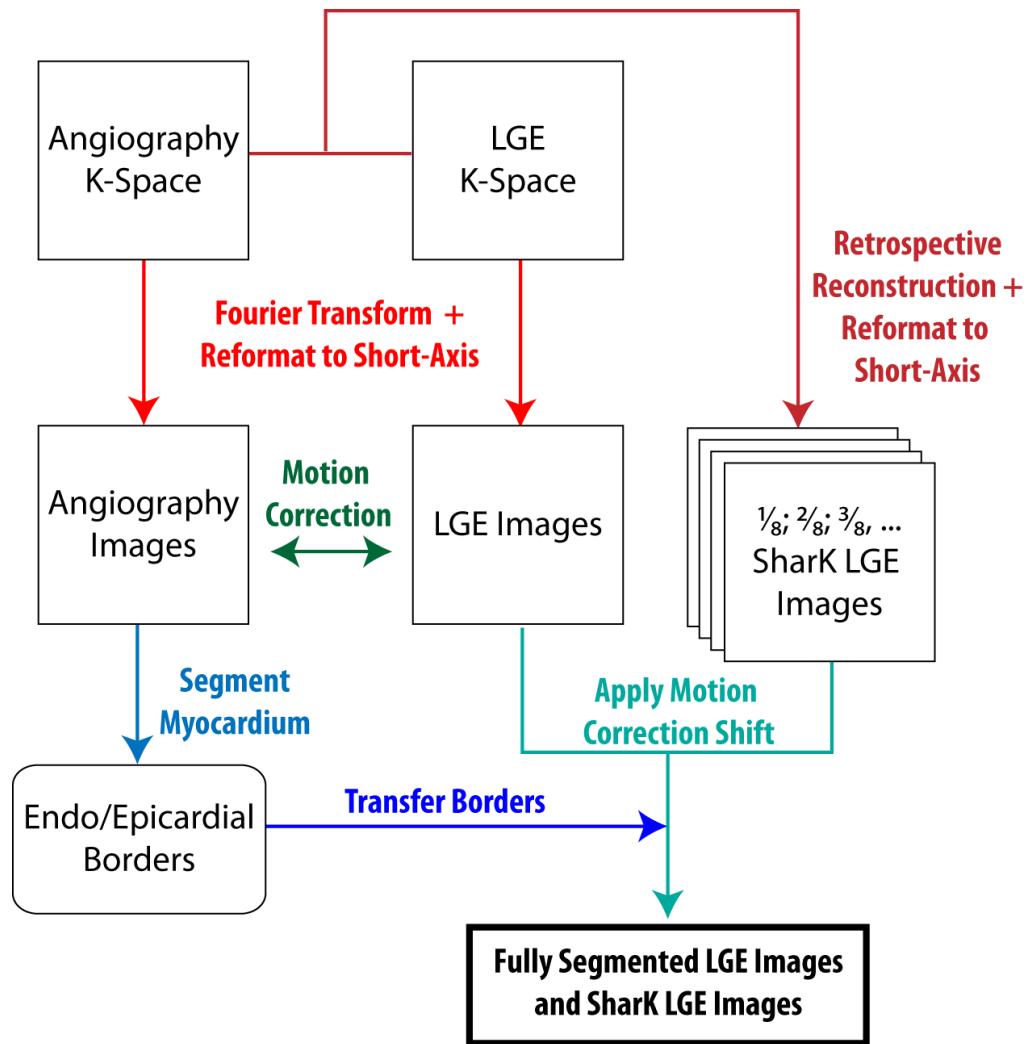 Angiography
K-Space
LGE
K-Space
Retrospective
Reconstruction +
Reformat to
Short-Axis
Fourier Transform +
Reformat to Short-Axis
Angiography
Images
Motion
Correction
LGE Images
⅛; ⅔; ⅜, ...
SharK LGE
Images
Segment
Myocardium
Apply Motion
Correction Shift
Endo/Epicardial
Borders
Transfer Borders
Fully Segmented LGE Images
and SharK LGE Images